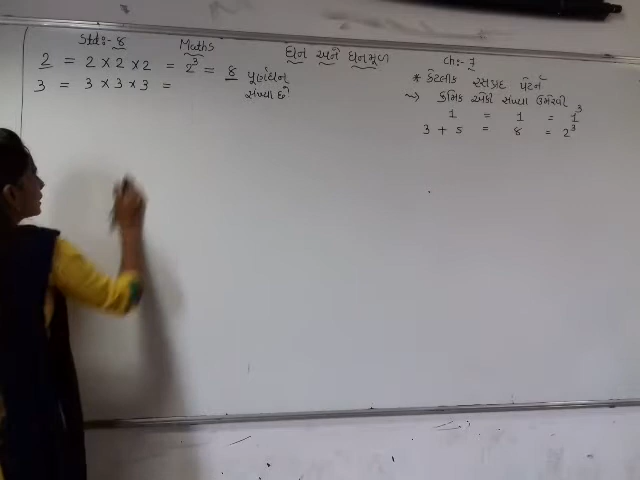 Std:- 8
Maths
ઘન અને ઘનમૂળ
Ch:- 7
2 = 2 × 2 × 2 = 2³ = 8 પૂર્ણઘન
સંખ્યા છે
3 = 3 × 3 × 3 =
* કેટલીક રસપ્રદ પેટર્ન
→ ક્રમિક એકી સંખ્યા ઉમેરવી
1 = 1 = 1³
3 + 5 = 8 = 2³